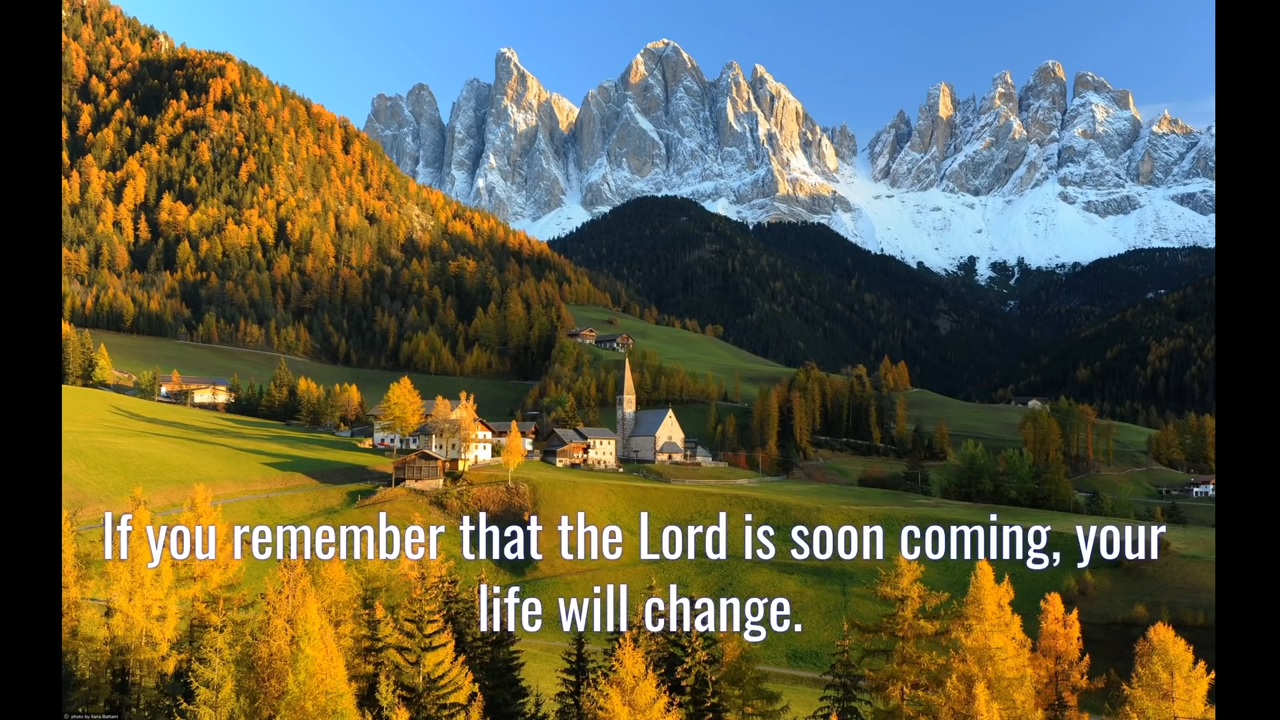 If you remember that the Lord is soon coming, your
life will change.